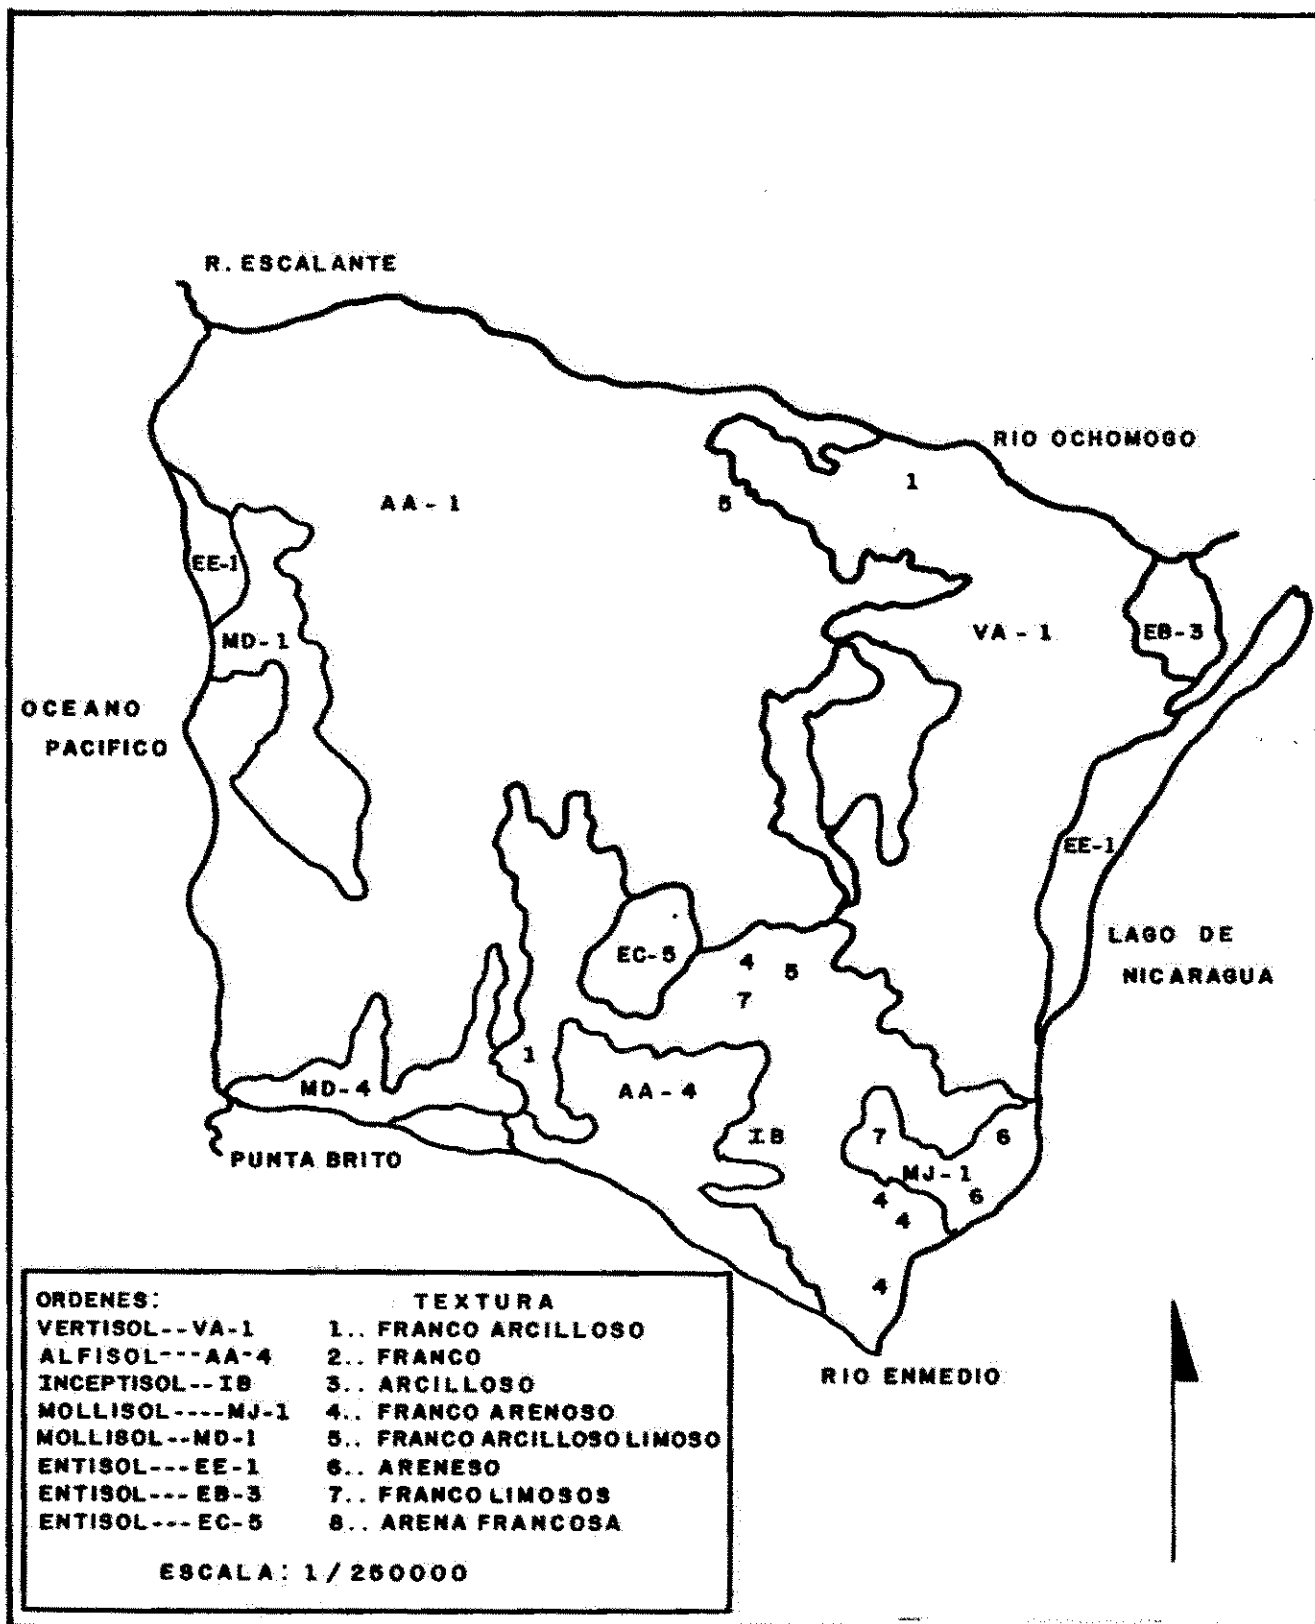 R. ESCALANTE
RIO OCHOMOGO
1
AA-1
5
EE-1
VA-1
EB-3
MD-1
OCEANO
PACIFICO
EE-1
LAGO DE
NICARAGUA
EC-5
4
5
7
1
MD-4
AA-4
IB
7
6
PUNTA BRITO
MJ-1
4
6
4
4
RIO ENMEDIO
ORDENES:
TEXTURA
VERTISOL--VA-1 1.. FRANCO ARCILLOSO
ALFISOL---AA-4 2.. FRANCO
INCEPTISOL--IB 3.. ARCILLOSO
MOLLISOL----MJ-1 4.. FRANCO ARENOSO
MOLLISOL--MD-1 5.. FRANCO ARCILLOSO LIMOSO
ENTISOL---EE-1 6.. ARENESO
ENTISOL---EB-3 7.. FRANCO LIMOSOS
ENTISOL---EC-5 8.. ARENA FRANCOSA
ESCALA: 1/250000